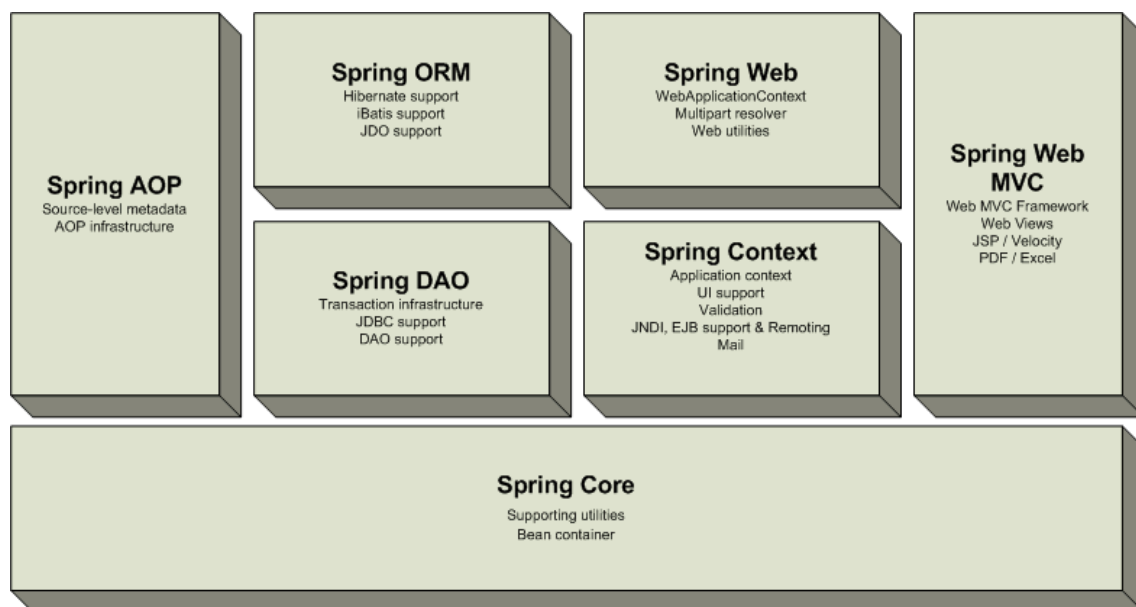 Spring AOP
Source-level metadata
AOP infrastructure
Spring ORM
Hibernate support
iBatis support
JDO support
Spring DAO
Transaction infrastructure
JDBC support
DAO support
Spring Web
WebApplicationContext
Multipart resolver
Web utilities
Spring Context
Application context
UI support
Validation
JNDI, EJB support & Remoting
Mail
Spring Web
MVC
Web MVC Framework
Web Views
JSP / Velocity
PDF / Excel
Spring Core
Supporting utilities
Bean container